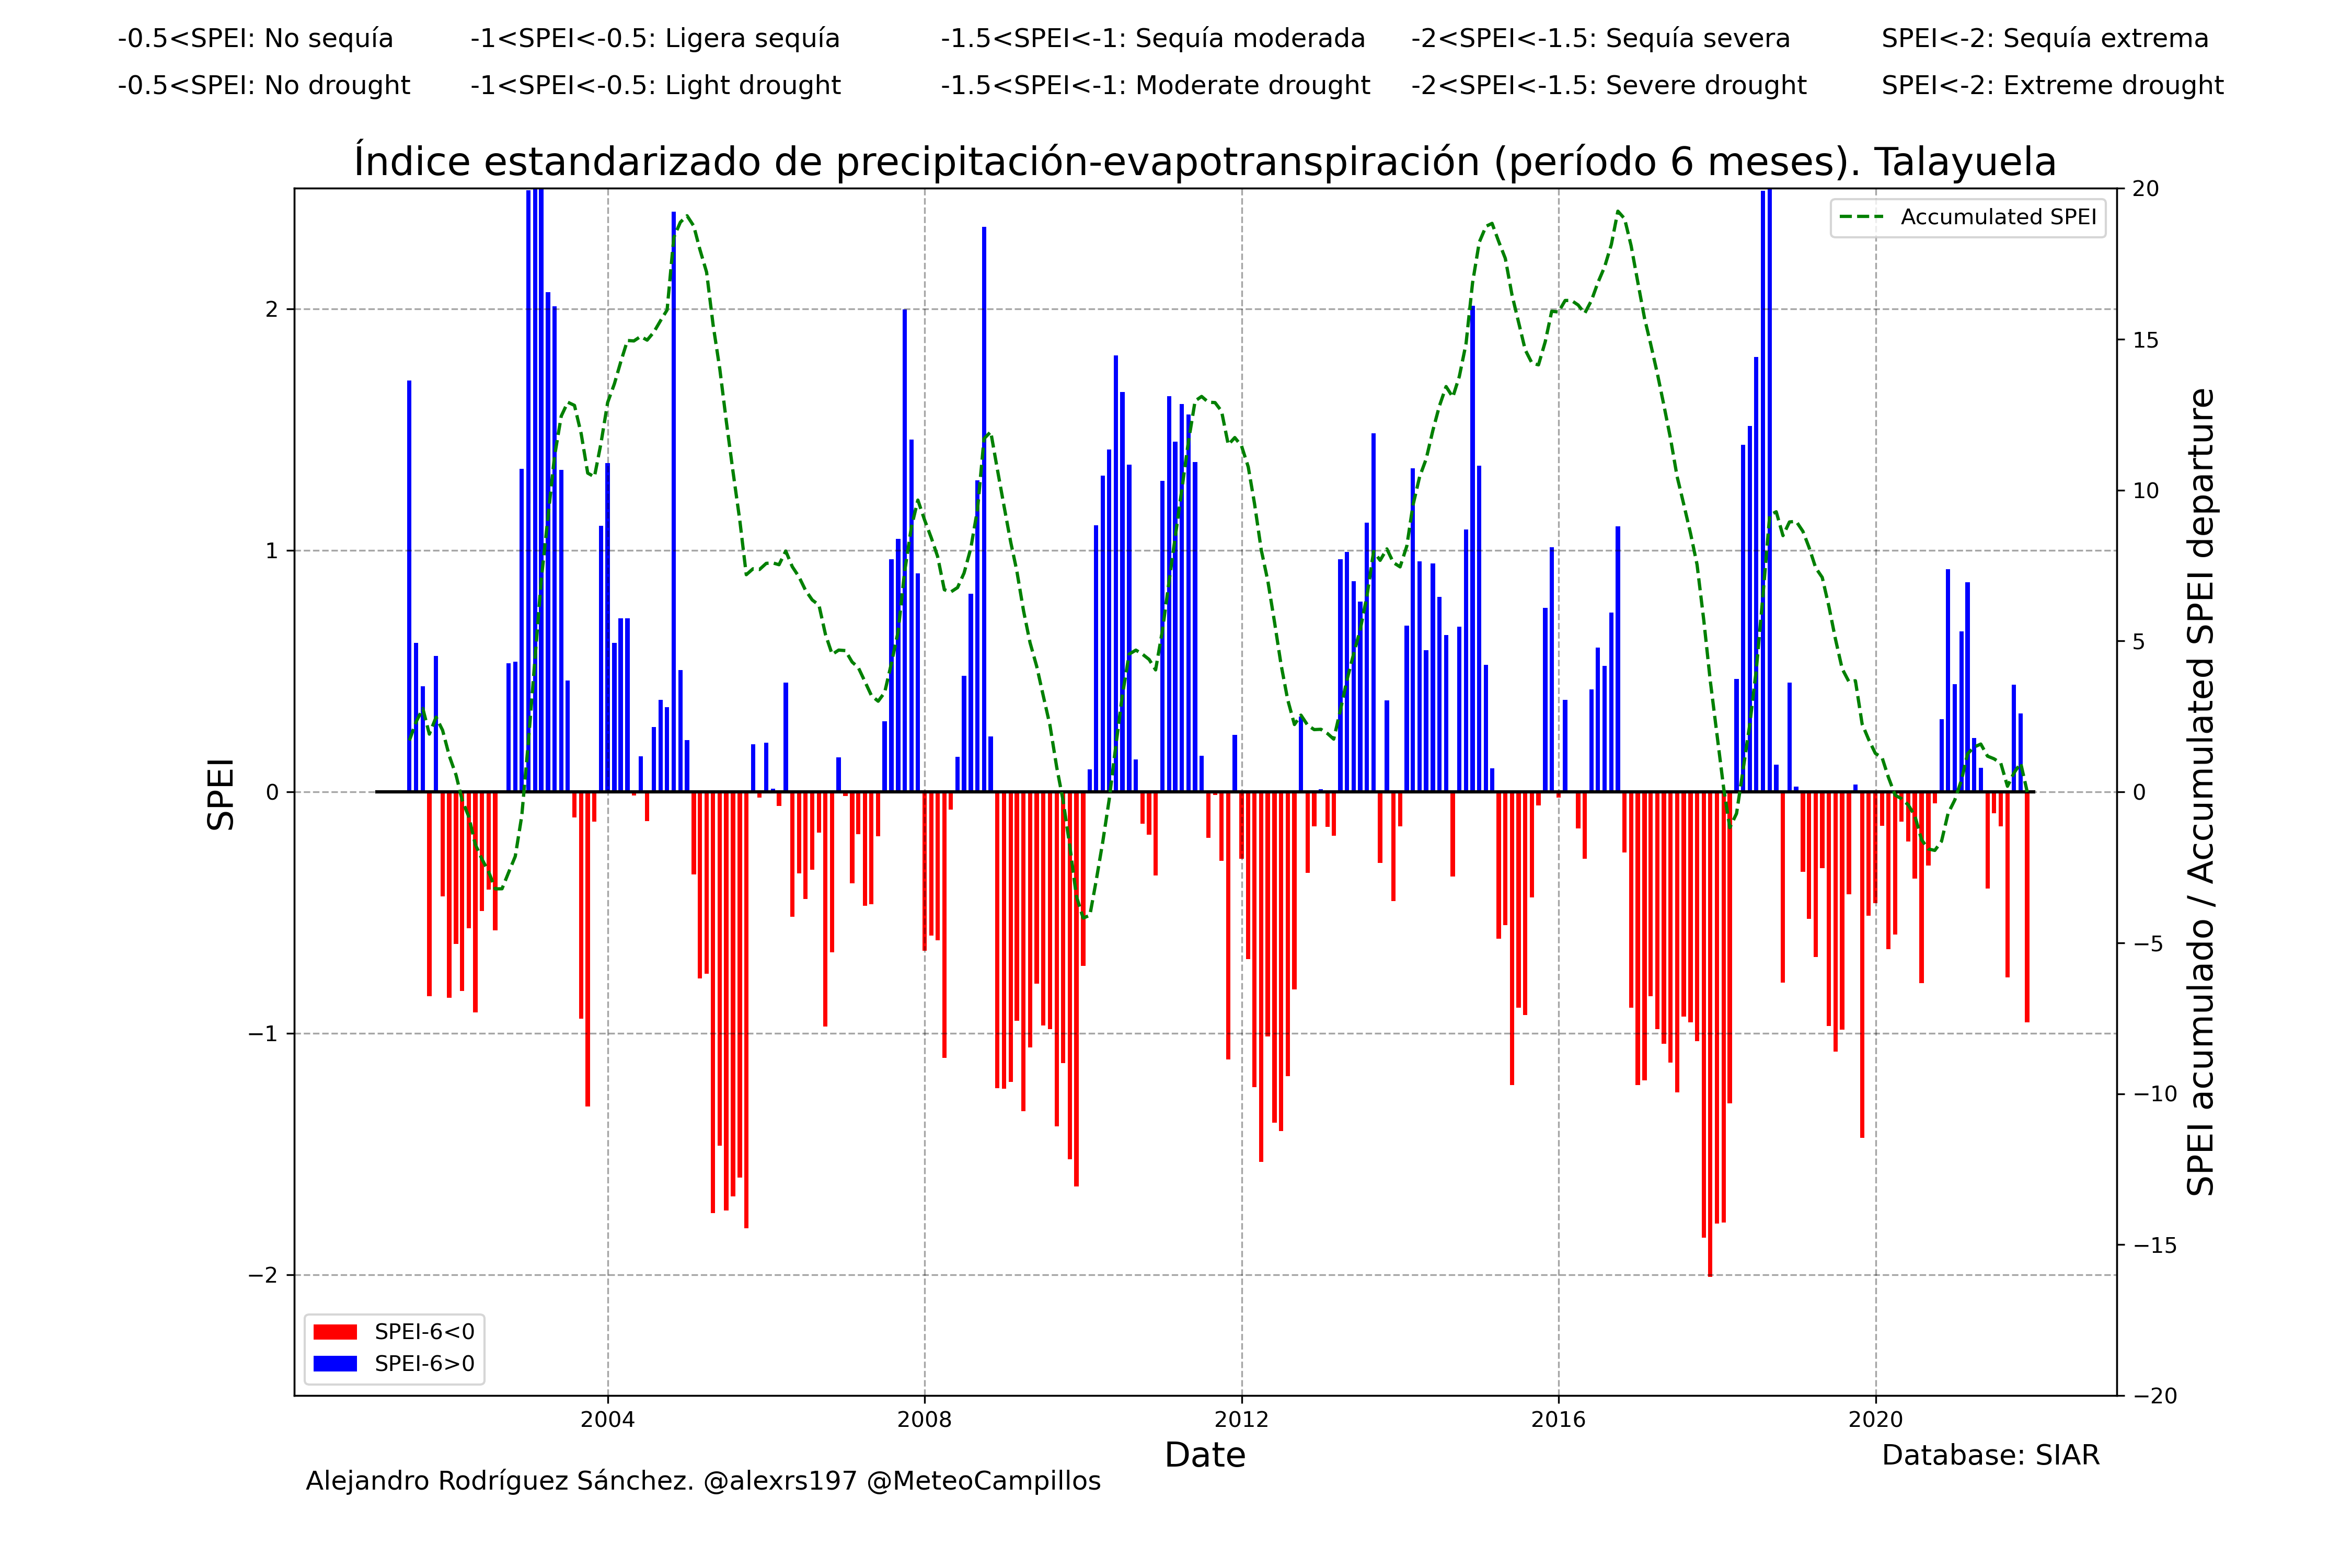 -0.5<SPEI: No sequía -1<SPEI<-0.5: Ligera sequía -1.5<SPEI<-1: Sequía moderada -2<SPEI<-1.5: Sequía severa SPEI<-2: Sequía extrema
-0.5<SPEI: No drought -1<SPEI<-0.5: Light drought -1.5<SPEI<-1: Moderate drought -2<SPEI<-1.5: Severe drought SPEI<-2: Extreme drought
Índice estandarizado de precipitación-evapotranspiración (período 6 meses). Talayuela
Accumulated SPEI
SPEI
2
1
0
−1
−2
20
15
10
5
0
−5
−10
−15
−20
SPEI acumulado / Accumulated SPEI departure
SPEI-6<0
SPEI-6>0
2004 2008 2012 2016 2020
Date
Database: SIAR
Alejandro Rodríguez Sánchez. @alexrs197 @MeteoCampillos